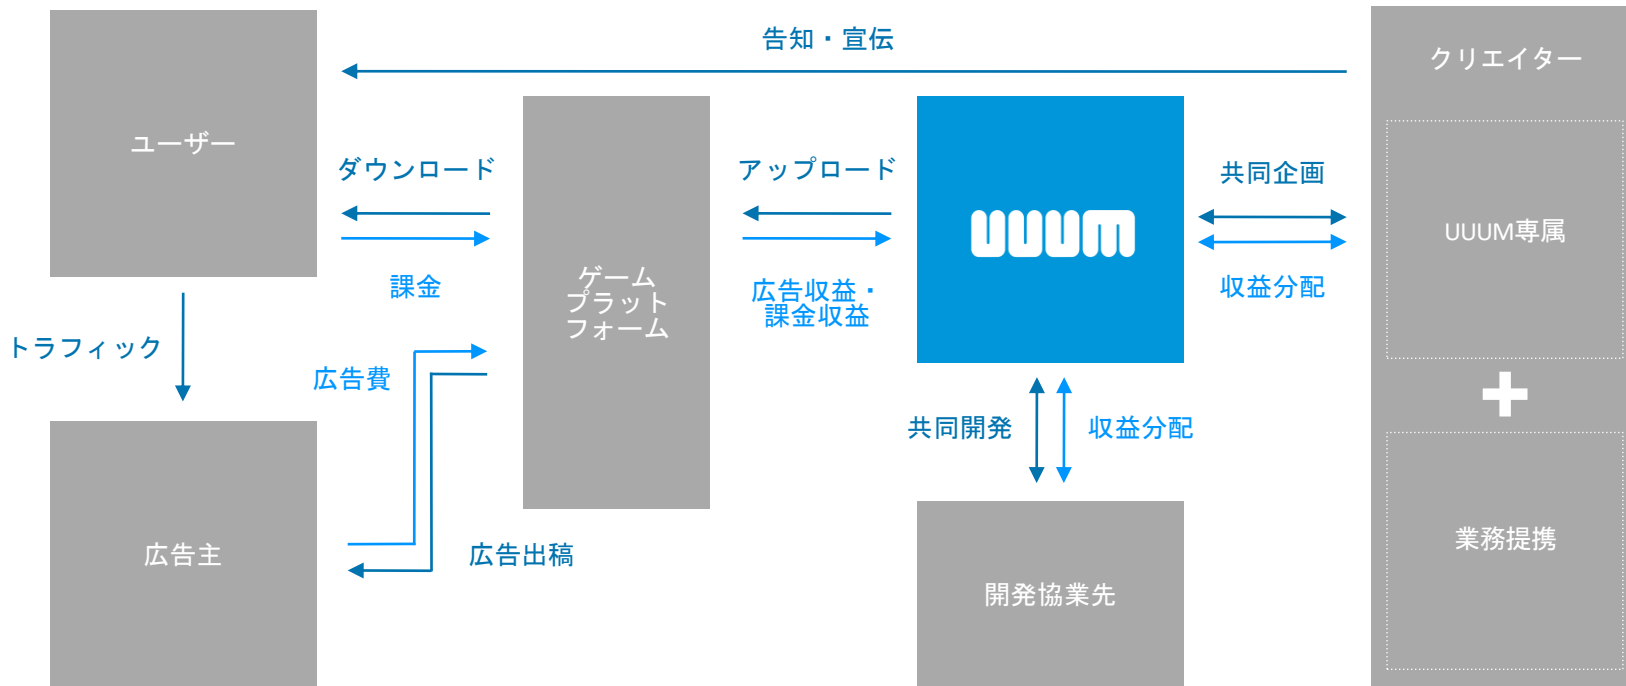 告知・宣伝
クリエイター
ユーザー
ダウンロード
アップロード
共同企画
UUUM
UUUM専属
課金
ゲーム
プラット
フォーム
広告収益・
課金収益
収益分配
トラフィック
広告費
共同開発
収益分配
広告主
広告出稿
開発協業先
業務提携